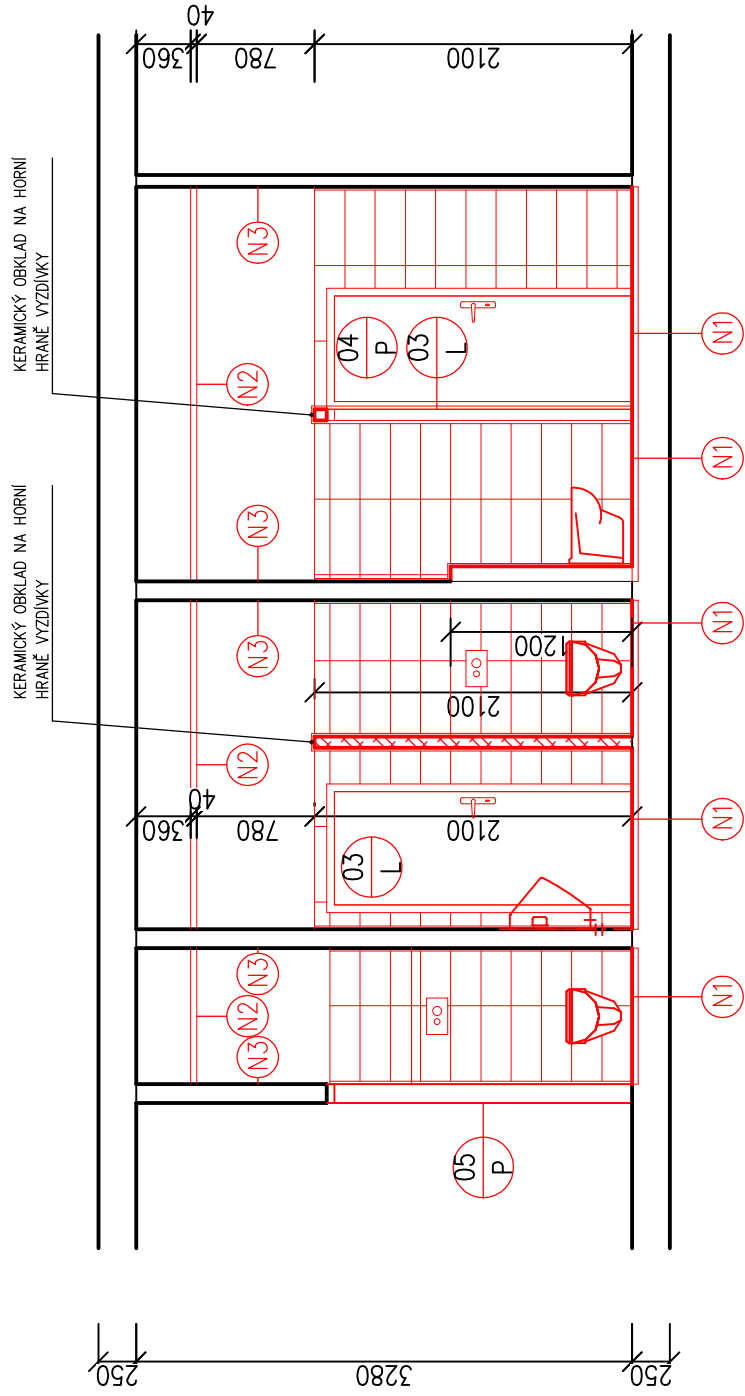 40
360
780
2100
KERAMICKÝ OBKLAD NA HORNÍ
HRANĚ VYZDÍVKY
N3
04
P
03
L
N2
N1
N1
KERAMICKÝ OBKLAD NA HORNÍ
HRANĚ VYZDÍVKY
N3
N3
1200
2100
N1
N2
40
360
780
2100
03
L
N1
N3
N2
N3
N1
05
P
250
3280
250